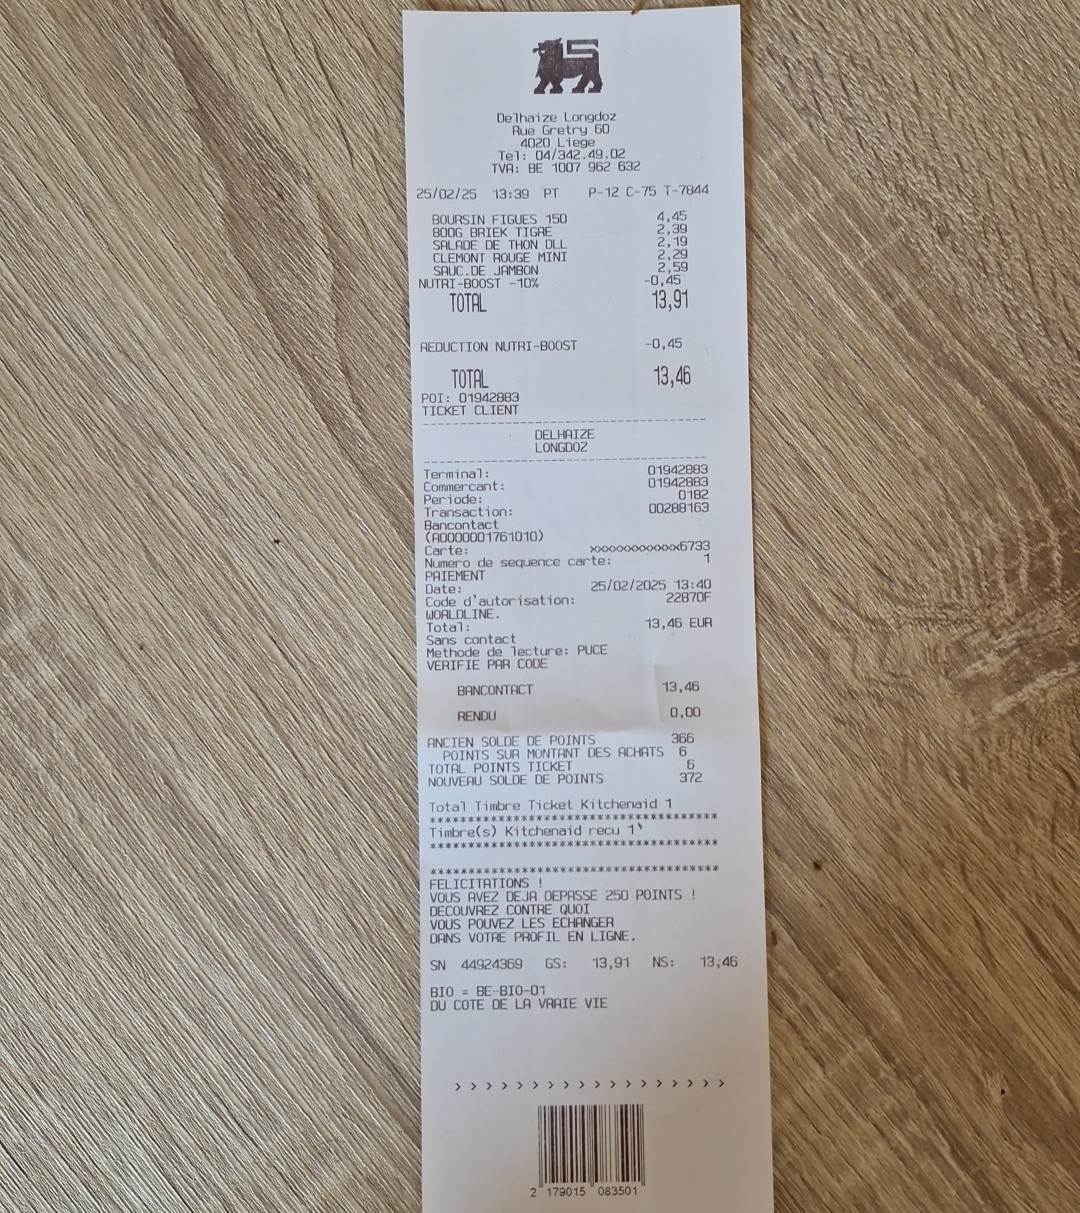 Delhaize Longdoz
Rue Gretry 60
4020 Liege
Tel: 04/342.49.02
TVA: BE 1007 962 632
25/02/25 13:39 PT P-12 C-75 T-7844
BOURSIN FIGUES 150 4,45
800G BRIEK TIGRE 2,39
SALADE DE THON DLL 2,19
CLEMONT ROUGE MINI 2,29
SAUC.DE JAMBON 2,59
NUTRI-BOOST -10% -0,45
TOTAL 13,91
REDUCTION NUTRI-BOOST -0,45
TOTAL 13,46
POI: 01942883
TICKET CLIENT
DELHAIZE
LONGDOZ
Terminal: 01942883
Commercant: 01942883
Periode: 0182
Transaction: 00288163
Bancontact
(A0000001761010)
Carte: xxxxxxxxxxxx6733
Numero de sequence carte: 1
PAIEMENT
Date: 25/02/2025 13:40
Code d'autorisation: 22870F
WORLDLINE.
Total: 13,46 EUR
Sans contact
Methode de lecture: PUCE
VERIFIE PAR CODE
BANCONTACT 13,46
RENDU 0,00
ANCIEN SOLDE DE POINTS 366
POINTS SUR MONTANT DES ACHATS 6
TOTAL POINTS TICKET 6
NOUVEAU SOLDE DE POINTS 372
Total Timbre Ticket Kitchenaid 1
**************************************
Timbre(s) Kitchenaid recu 1
**************************************
**************************************
FELICITATIONS !
VOUS AVEZ DEJA DEPASSE 250 POINTS !
DECOUVREZ CONTRE QUOI
VOUS POUVEZ LES ECHANGER
DANS VOTRE PROFIL EN LIGNE.
SN 44924369 GS: 13,91 NS: 13,46
BIO = BE-BIO-01
DU COTE DE LA VRAIE VIE
> > > > > > > > > > > > > > > > > >
2 179015 083501